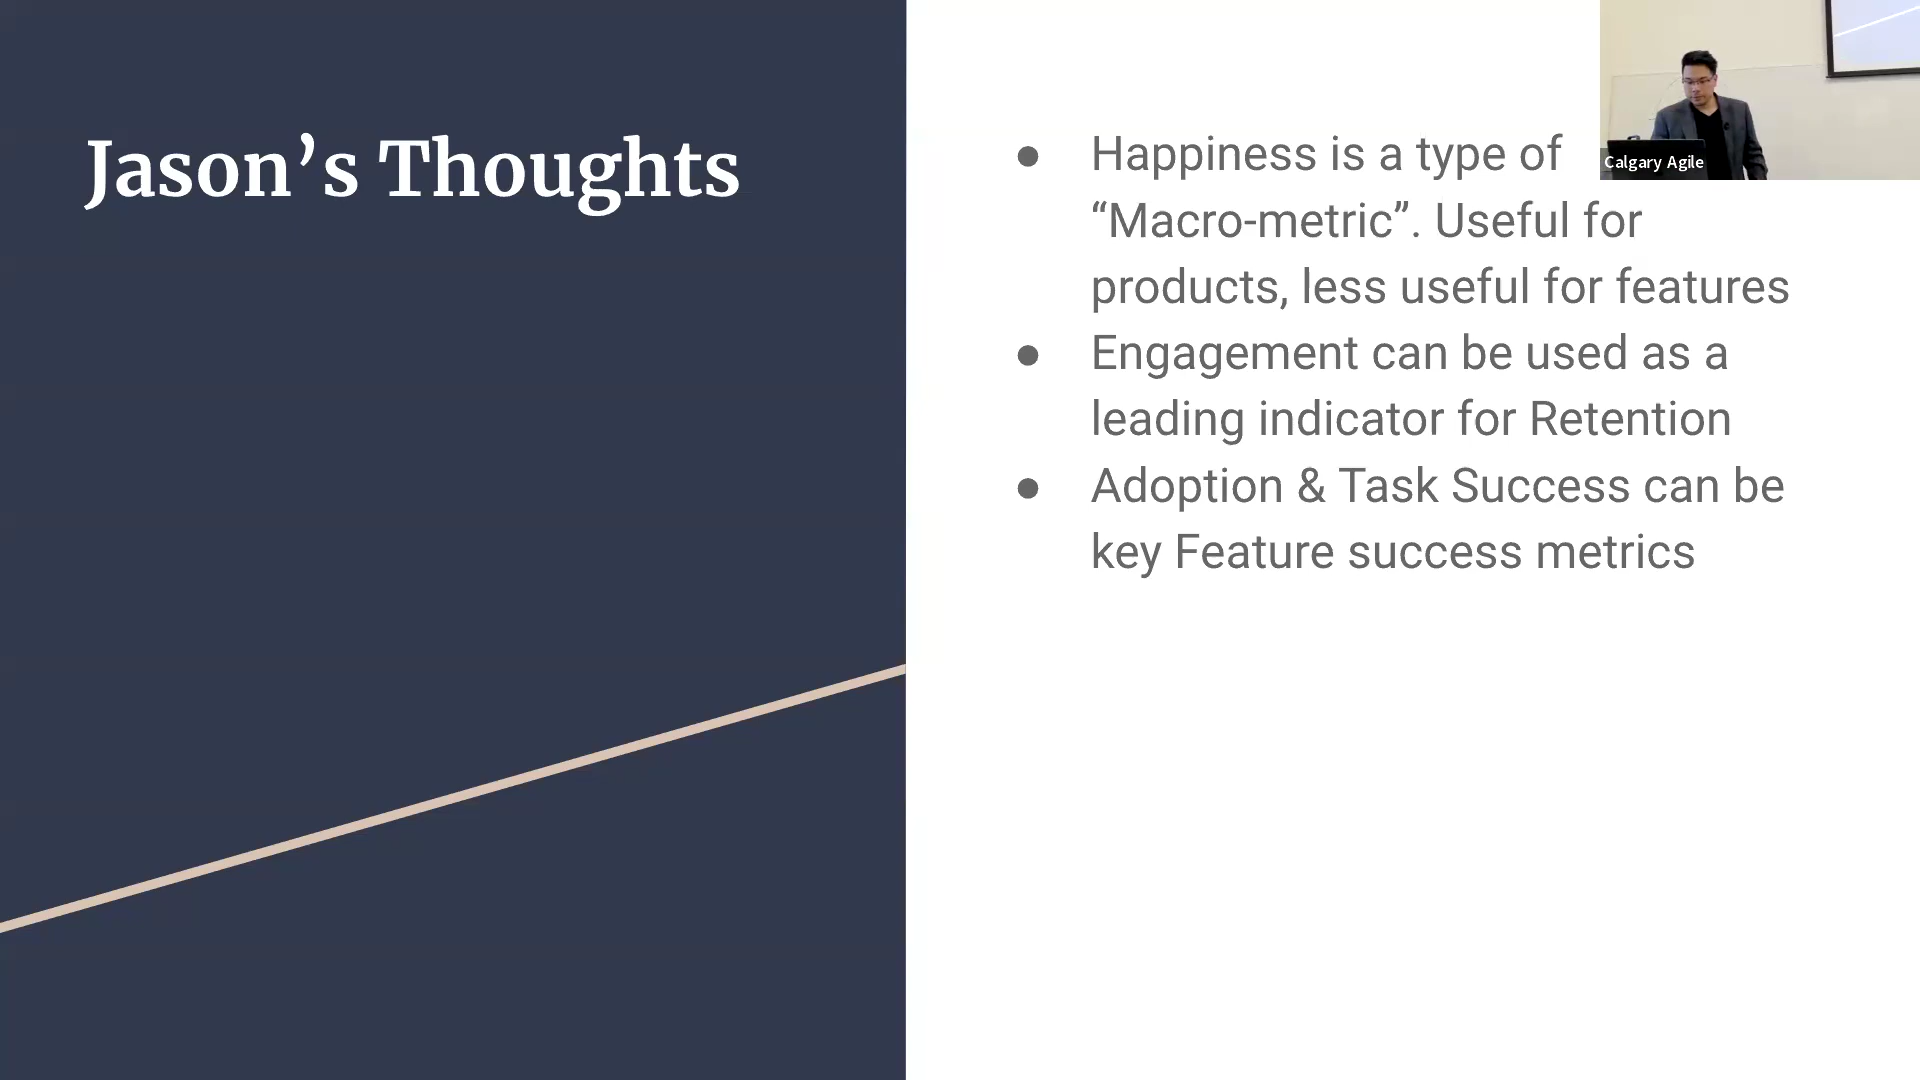 Jason’s Thoughts
● Happiness is a type of
“Macro-metric”. Useful for
products, less useful for features
● Engagement can be used as a
leading indicator for Retention
● Adoption & Task Success can be
key Feature success metrics
Calgary Agile